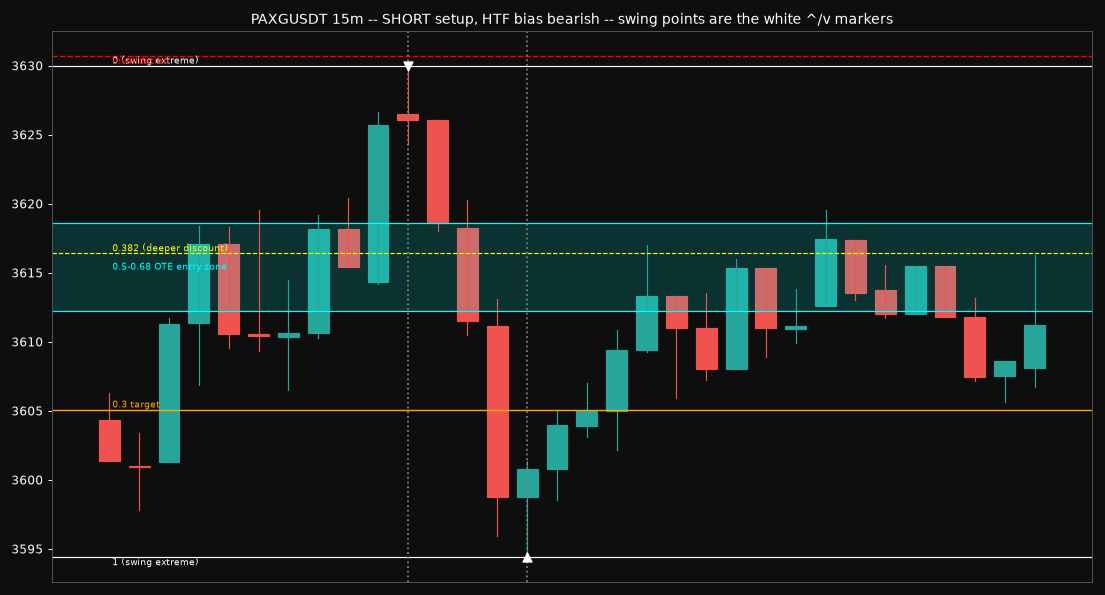 PAXGUSDT 15m -- SHORT setup, HTF bias bearish -- swing points are the white ^/v markers
0 (swing extreme)
3630
3625
3620
0.382 (deeper discount)
0.5-0.68 OTE entry zone
3615
3610
0.3 target
3605
3600
3595
1 (swing extreme)